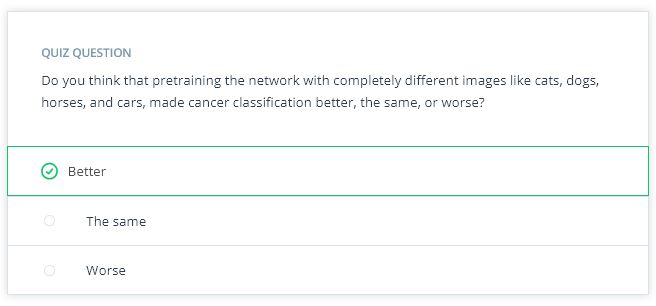 QUIZ QUESTION
Do you think that pretraining the network with completely different images like cats, dogs,
horses, and cars, made cancer classification better, the same, or worse?
Better
The same
Worse